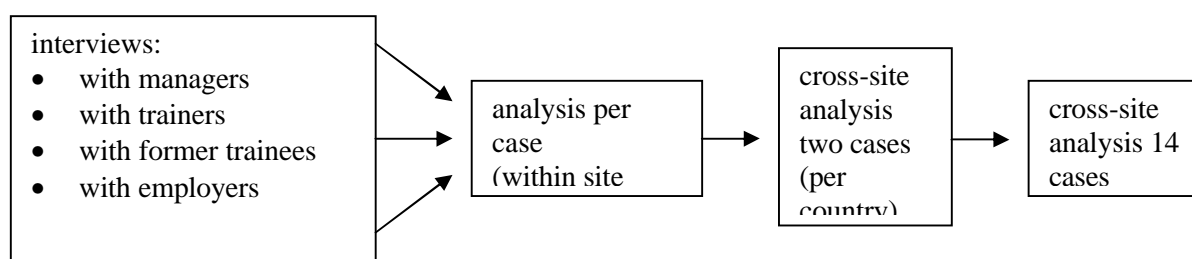 interviews:
• with managers
• with trainers
• with former trainees
• with employers
analysis per
case
(within site
cross-site
analysis
two cases
(per
country)
cross-site
analysis 14
cases